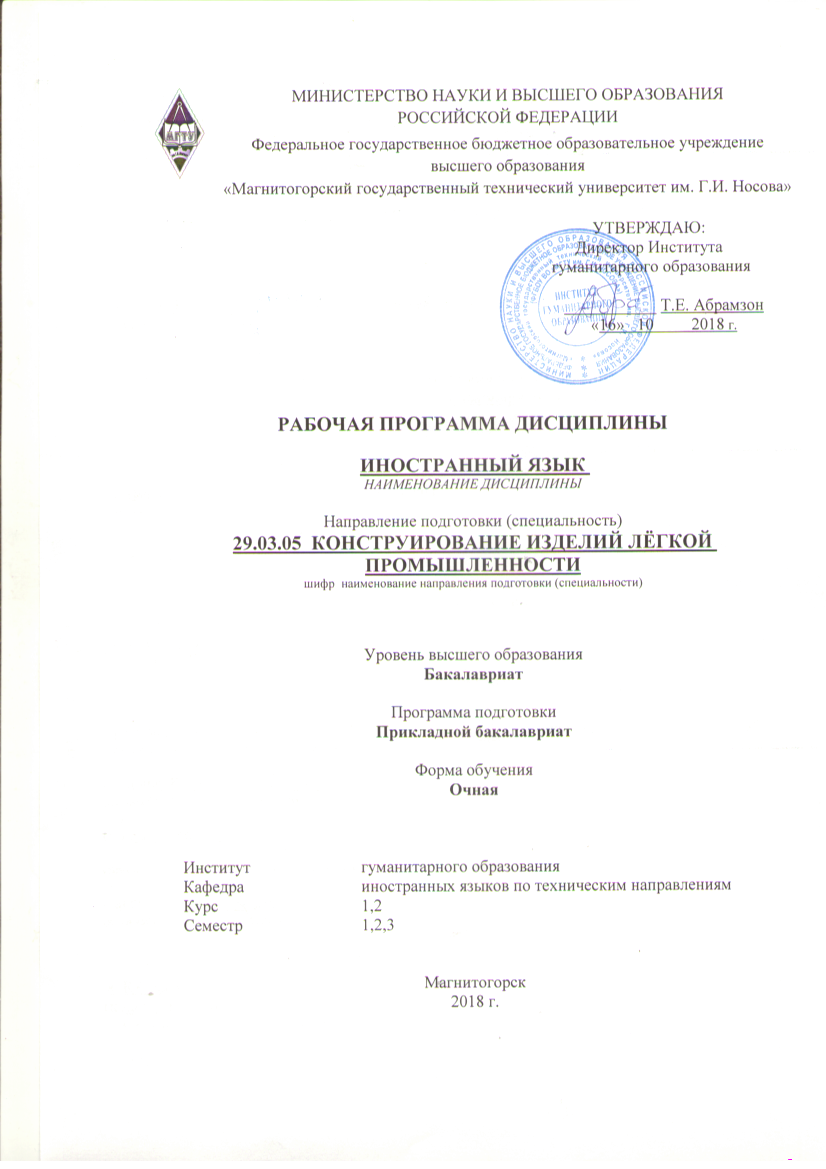 МГТУ
МИНИСТЕРСТВО НАУКИ И ВЫСШЕГО ОБРАЗОВАНИЯ
РОССИЙСКОЙ ФЕДЕРАЦИИ
Федеральное государственное бюджетное образовательное учреждение
высшего образования
«Магнитогорский государственный технический университет им. Г.И. Носова»
УТВЕРЖДАЮ:
Директор Института
гуманитарного образования
ИНСТИТУТ
ГУМАНИТАРНОГО
ОБРАЗОВАНИЯ
Т.Е. Абрамзон
«16» 10 2018 г.
РАБОЧАЯ ПРОГРАММА ДИСЦИПЛИНЫ
ИНОСТРАННЫЙ ЯЗЫК
НАИМЕНОВАНИЕ ДИСЦИПЛИНЫ
Направление подготовки (специальность)
29.03.05 КОНСТРУИРОВАНИЕ ИЗДЕЛИЙ ЛЁГКОЙ
ПРОМЫШЛЕННОСТИ
шифр наименование направления подготовки (специальности)
Уровень высшего образования
Бакалавриат
Программа подготовки
Прикладной бакалавриат
Форма обучения
Очная
Институт гуманитарного образования
Кафедра иностранных языков по техническим направлениям
Курс 1,2
Семестр 1,2,3
Магнитогорск
2018 г.